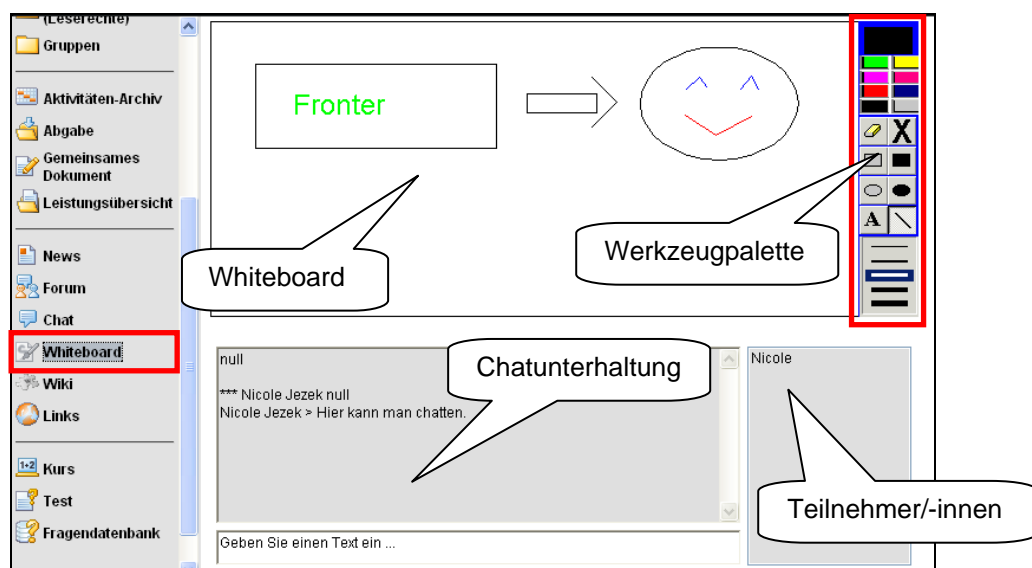 (Leserechte)
Gruppen
Aktivitäten-Archiv
Abgabe
Gemeinsames
Dokument
Leistungsübersicht
News
Forum
Chat
Whiteboard
Wiki
Links
1+2 Kurs
Test
Fragendatenbank
Fronter
Whiteboard
Werkzeugpalette
A
null
*** Nicole Jezek null
Nicole Jezek > Hier kann man chatten.
Chatunterhaltung
Geben Sie einen Text ein ...
Nicole
Teilnehmer/-innen